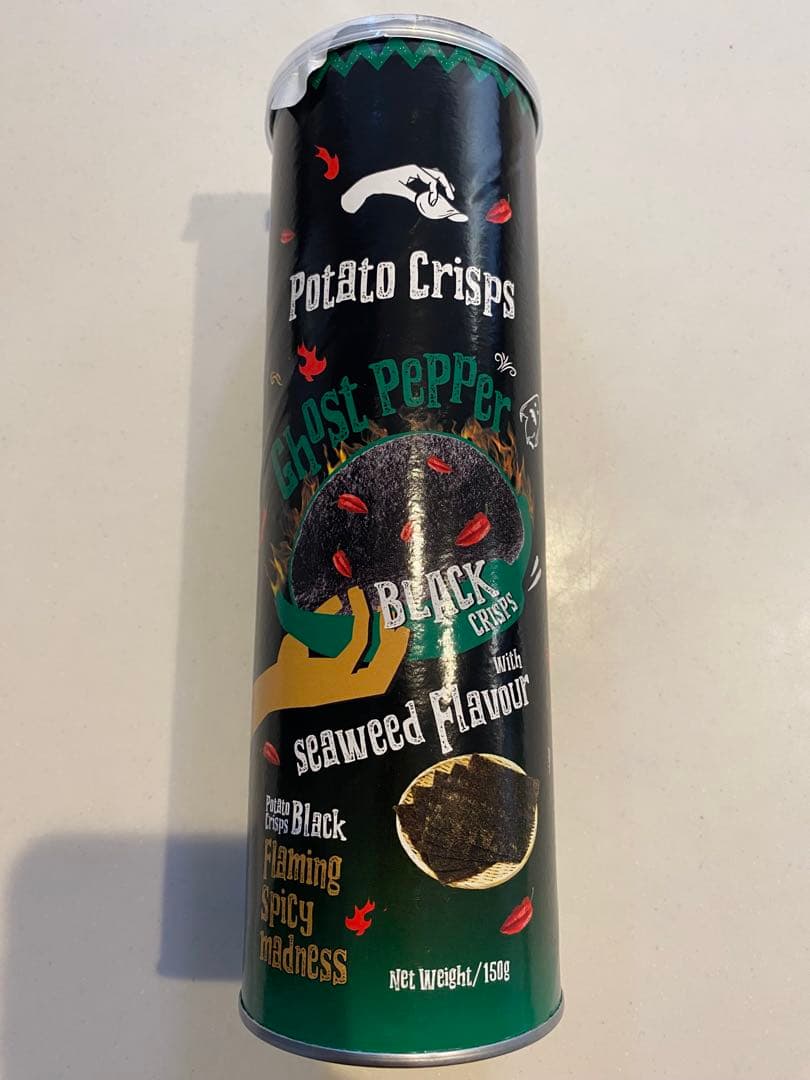 Potato Crisps
Ghost Pepper
BLACK
CRISPS
with
seaweed Flavour
Potato
Crisps Black
Flaming
Spicy
madness
Net Weight/150g